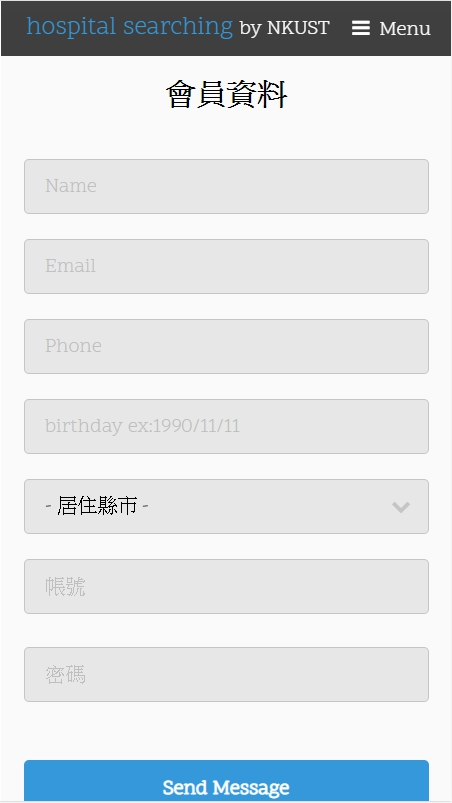 hospital searching by NKUST Menu
會員資料
Name
Email
Phone
birthday ex:1990/11/11
- 居住縣市 -
帳號
密碼
Send Message